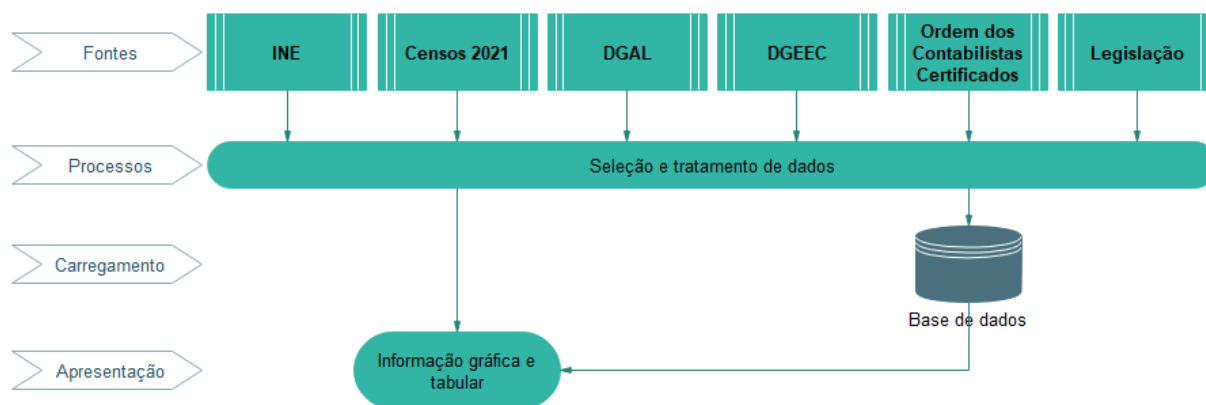 Fontes
INE
Censos 2021
DGAL
DGEEC
Ordem dos
Contabilistas
Certificados
Legislação
Processos
Seleção e tratamento de dados
Carregamento
Base de dados
Apresentação
Informação gráfica e
tabular